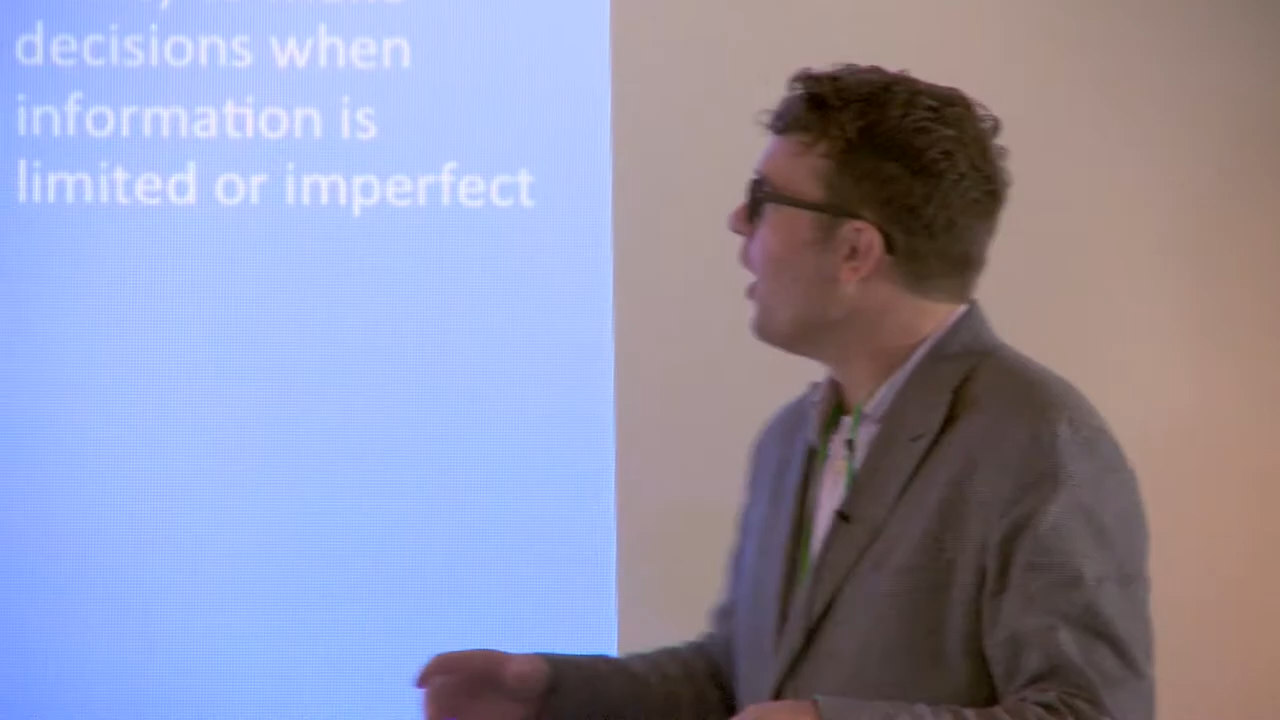 decisions when
information is
limited or imperfect